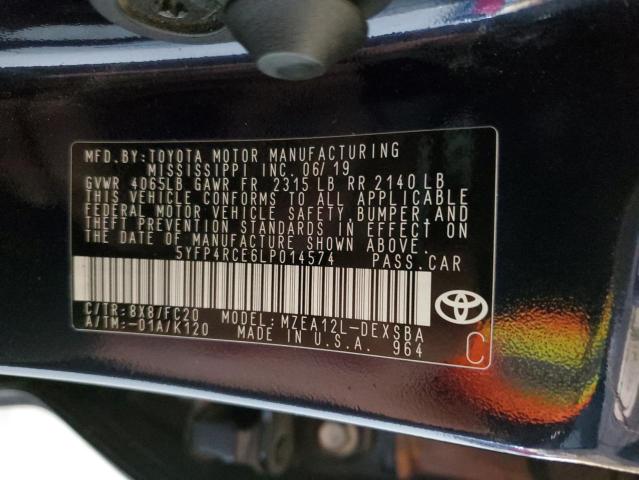 MFD.BY:TOYOTA MOTOR MANUFACTURING
MISSISSIPPI INC. 06/19
GVWR 4065LB GAWR FR 2315 LB RR 2140 LB
THIS VEHICLE CONFORMS TO ALL APPLICABLE
FEDERAL MOTOR VEHICLE SAFETY,BUMPER,AND
THEFT PREVENTION STANDARDS IN EFFECT ON
THE DATE OF MANUFACTURE SHOWN ABOVE.
5YFP4RCE6LP014574 PASS.CAR
C/TR:8X8/FC20 MODEL:MZEA12L-DEXSBA
A/TM:-01A/K120 MADE IN U.S.A. 964
C